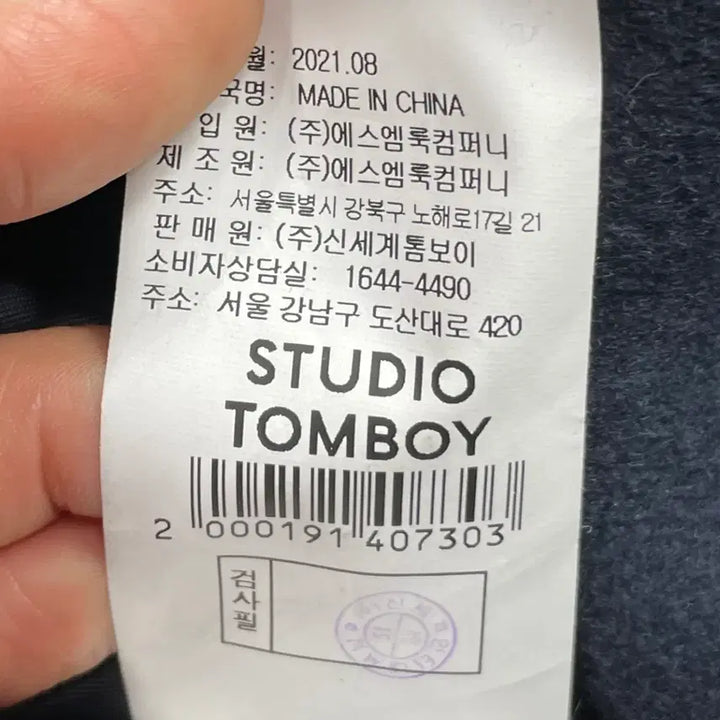 월: 2021.08
국명: MADE IN CHINA
입 원: (주)에스엠룩컴퍼니
제 조 원: (주)에스엠룩컴퍼니
주소: 서울특별시 강북구 노해로17길 21
판 매 원: (주)신세계톰보이
소비자상담실: 1644-4490
주소: 서울 강남구 도산대로 420
STUDIO
TOMBOY
2 000191 407303
검사필